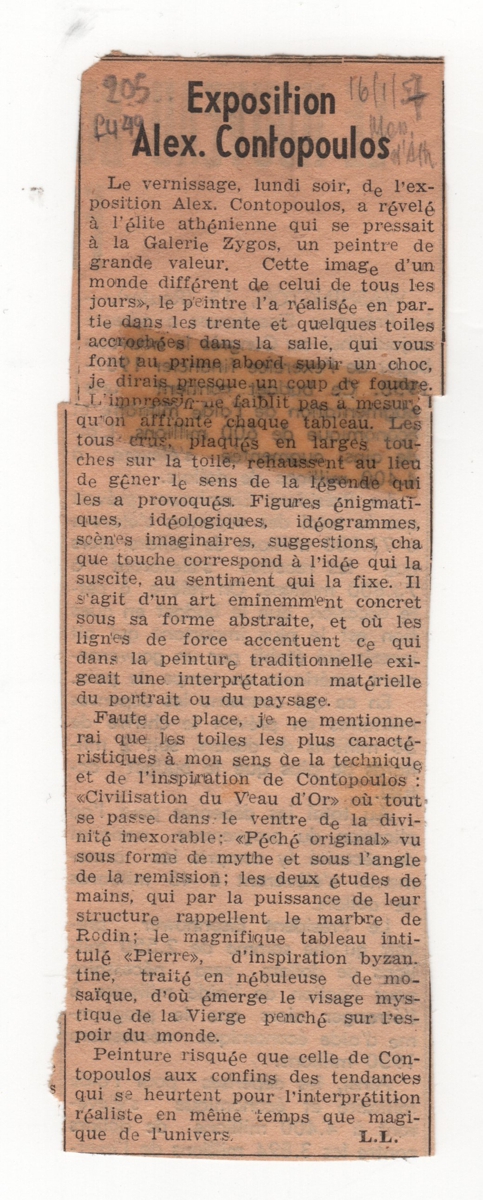 205
16/1/57
Exposition
Alex. Contopoulos
Le vernissage, lundi soir, de l'ex-
position Alex. Contopoulos, a révelé
à l'élite athénienne qui se pressait
à la Galerie Zygos, un peintre de
grande valeur. Cette image d'un
monde différent de celui de tous les
jours», le peintre l'a réalisée en par-
tie dans les trente et quelques toiles
accrochées dans la salle, qui vous
font au prime abord subir un choc,
je dirais presque un coup de foudre.
L'impression ne faiblit pas à mesure
qu'on affronte chaque tableau. Les
tous crus, plaqués en larges tou-
ches sur la toile, rehaussent au lieu
de gêner le sens de la légende qui
les a provoqués. Figures énigmati-
ques, idéologiques, idéogrammes,
scènes imaginaires, suggestions, cha
que touche correspond à l'idée qui la
suscite, au sentiment qui la fixe. Il
s'agit d'un art eminemment concret
sous sa forme abstraite, et où les
lignes de force accentuent ce qui
dans la peinture traditionnelle exi-
geait une interprétation matérielle
du portrait ou du paysage.
Faute de place, je ne mentionne-
rai que les toiles les plus caracté-
ristiques à mon sens de la technique
et de l'inspiration de Contopoulos :
«Civilisation du Veau d'Or» où tout
se passe dans le ventre de la divi-
nité inexorable; «Péché original» vu
sous forme de mythe et sous l'angle
de la remission; les deux études de
mains, qui par la puissance de leur
structure rappellent le marbre de
Rodin; le magnifique tableau inti-
tulé «Pierre», d'inspiration byzan-
tine, traité en nébuleuse de mo-
saïque, d'où émerge le visage mys-
tique de la Vierge penché sur l'es-
poir du monde.
Peinture risquée que celle de Con-
topoulos aux confins des tendances
qui se heurtent pour l'interprétition
réaliste en même temps que magi-
que de l'univers. L.L.